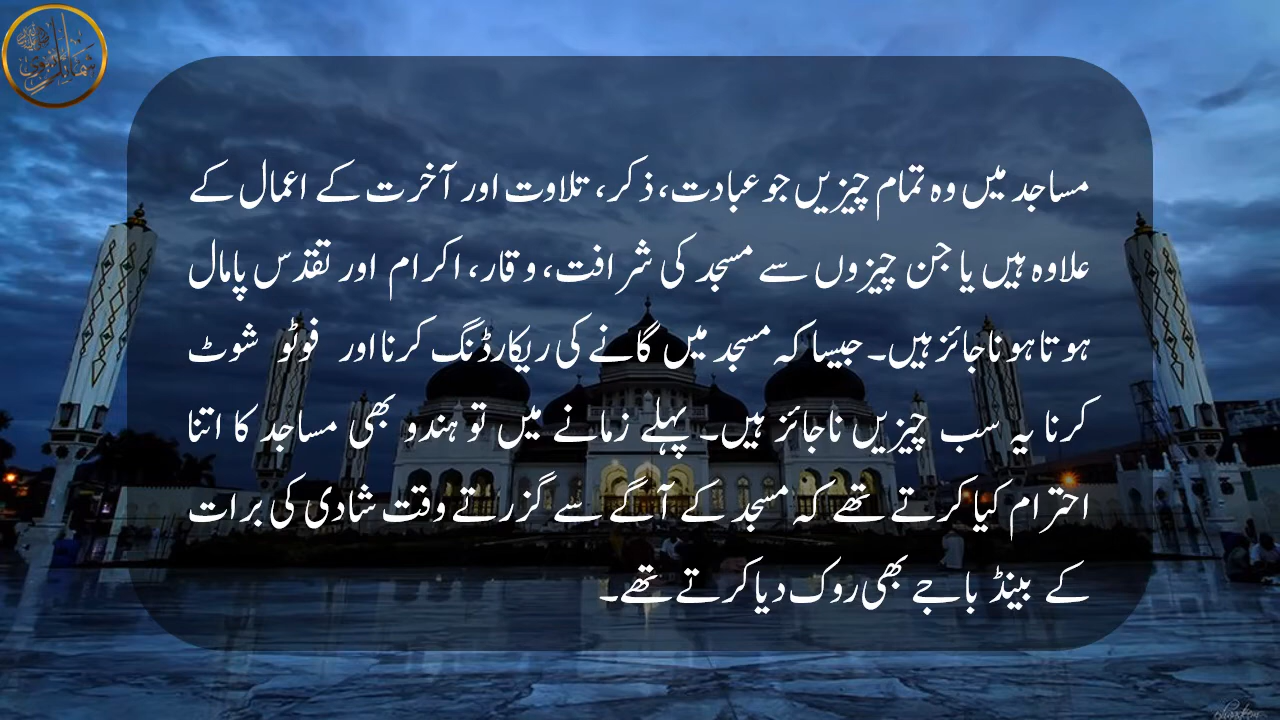 مساجد میں وہ تمام چیزیں جو عبادت، ذکر، تلاوت اور آخرت کے اعمال کے
علاوہ ہیں یا جن چیزوں سے مسجد کی شرافت، وقار، اکرام اور تقدس پامال
ہوتا ہو ناجائز ہیں۔ جیسا کہ مسجد میں گانے کی ریکارڈنگ کرنا اور فوٹو شوٹ
کرنا یہ سب چیزیں ناجائز ہیں۔ پہلے زمانے میں تو ہندو بھی مساجد کا اتنا
احترام کیا کرتے تھے کہ مسجد کے آگے سے گزرتے وقت شادی کی برات
کے بینڈ باجے بھی روک دیا کرتے تھے۔